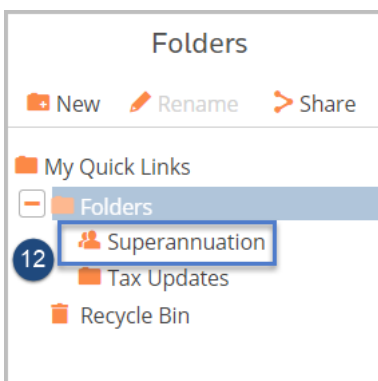 Folders
New Rename Share
My Quick Links
Folders
Superannuation
12
Tax Updates
Recycle Bin